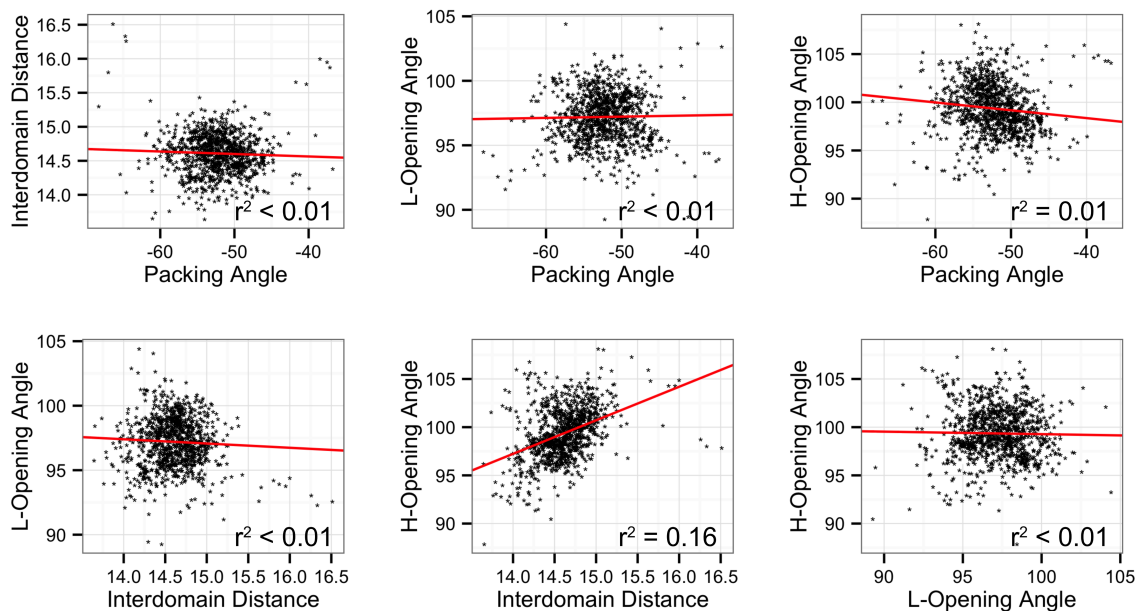 16.5
16.0
15.5
15.0
14.5
14.0
Interdomain Distance
r² < 0.01
-60 -50 -40
Packing Angle
105
100
95
90
L-Opening Angle
r² < 0.01
-60 -50 -40
Packing Angle
105
100
95
90
H-Opening Angle
r² = 0.01
-60 -50 -40
Packing Angle
105
100
95
90
L-Opening Angle
r² < 0.01
14.0 14.5 15.0 15.5 16.0 16.5
Interdomain Distance
105
100
95
90
H-Opening Angle
r² = 0.16
14.0 14.5 15.0 15.5 16.0 16.5
Interdomain Distance
105
100
95
90
H-Opening Angle
r² < 0.01
90 95 100 105
L-Opening Angle